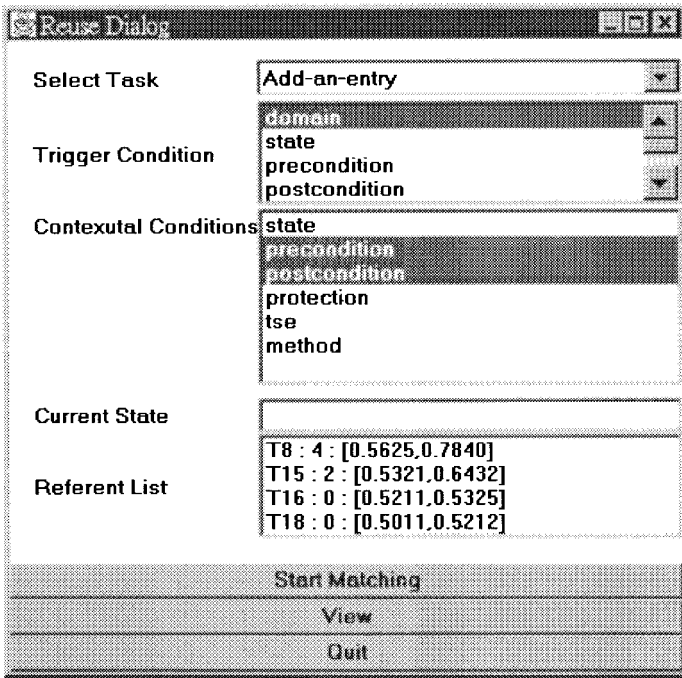 Reuse Dialog
Select Task
Add-an-entry
Trigger Condition
domain
state
precondition
postcondition
Contexutal Conditions
state
precondition
postcondition
protection
tse
method
Current State
Referent List
T8 : 4 : [0.5625,0.7840]
T15 : 2 : [0.5321,0.6432]
T16 : 0 : [0.5211,0.5325]
T18 : 0 : [0.5011,0.5212]
Start Matching
View
Quit